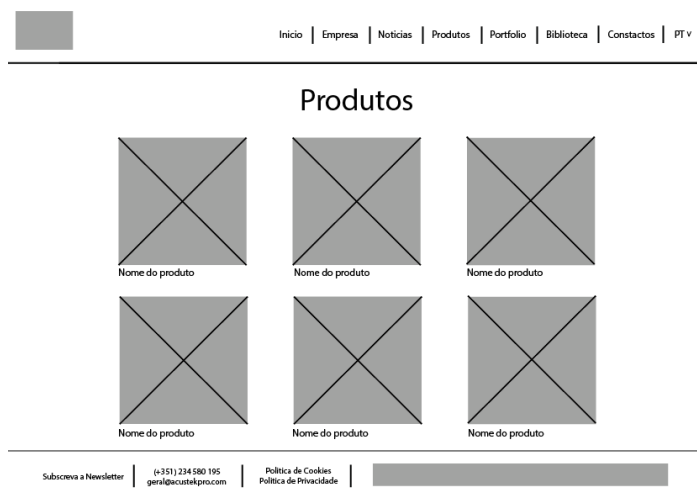 Inicio | Empresa | Noticias | Produtos | Portfolio | Biblioteca | Constactos | PT v
Produtos
Nome do produto
Nome do produto
Nome do produto
Nome do produto
Nome do produto
Nome do produto
Subscreva a Newsletter
(+351) 234 580 195
geral@acustekpro.com
Politica de Cookies
Politica de Privacidade